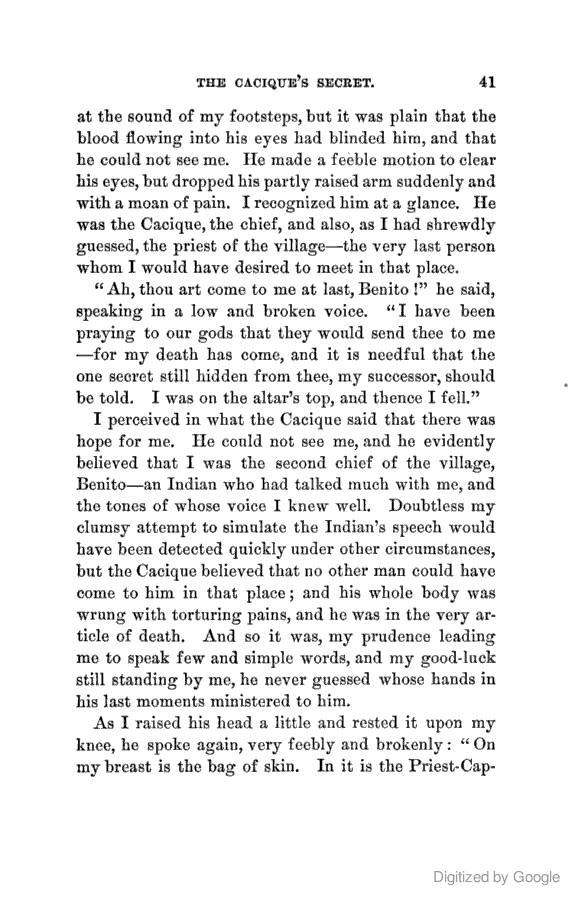 THE CACIQUE'S SECRET. 41
at the sound of my footsteps, but it was plain that the
blood flowing into his eyes had blinded him, and that
he could not see me. He made a feeble motion to clear
his eyes, but dropped his partly raised arm suddenly and
with a moan of pain. I recognized him at a glance. He
was the Cacique, the chief, and also, as I had shrewdly
guessed, the priest of the village—the very last person
whom I would have desired to meet in that place.
"Ah, thou art come to me at last, Benito!" he said,
speaking in a low and broken voice. "I have been
praying to our gods that they would send thee to me
—for my death has come, and it is needful that the
one secret still hidden from thee, my successor, should
be told. I was on the altar's top, and thence I fell."
I perceived in what the Cacique said that there was
hope for me. He could not see me, and he evidently
believed that I was the second chief of the village,
Benito—an Indian who had talked much with me, and
the tones of whose voice I knew well. Doubtless my
clumsy attempt to simulate the Indian's speech would
have been detected quickly under other circumstances,
but the Cacique believed that no other man could have
come to him in that place; and his whole body was
wrung with torturing pains, and he was in the very ar-
ticle of death. And so it was, my prudence leading
me to speak few and simple words, and my good-luck
still standing by me, he never guessed whose hands in
his last moments ministered to him.
As I raised his head a little and rested it upon my
knee, he spoke again, very feebly and brokenly: "On
my breast is the bag of skin. In it is the Priest-Cap-
Digitized by Google